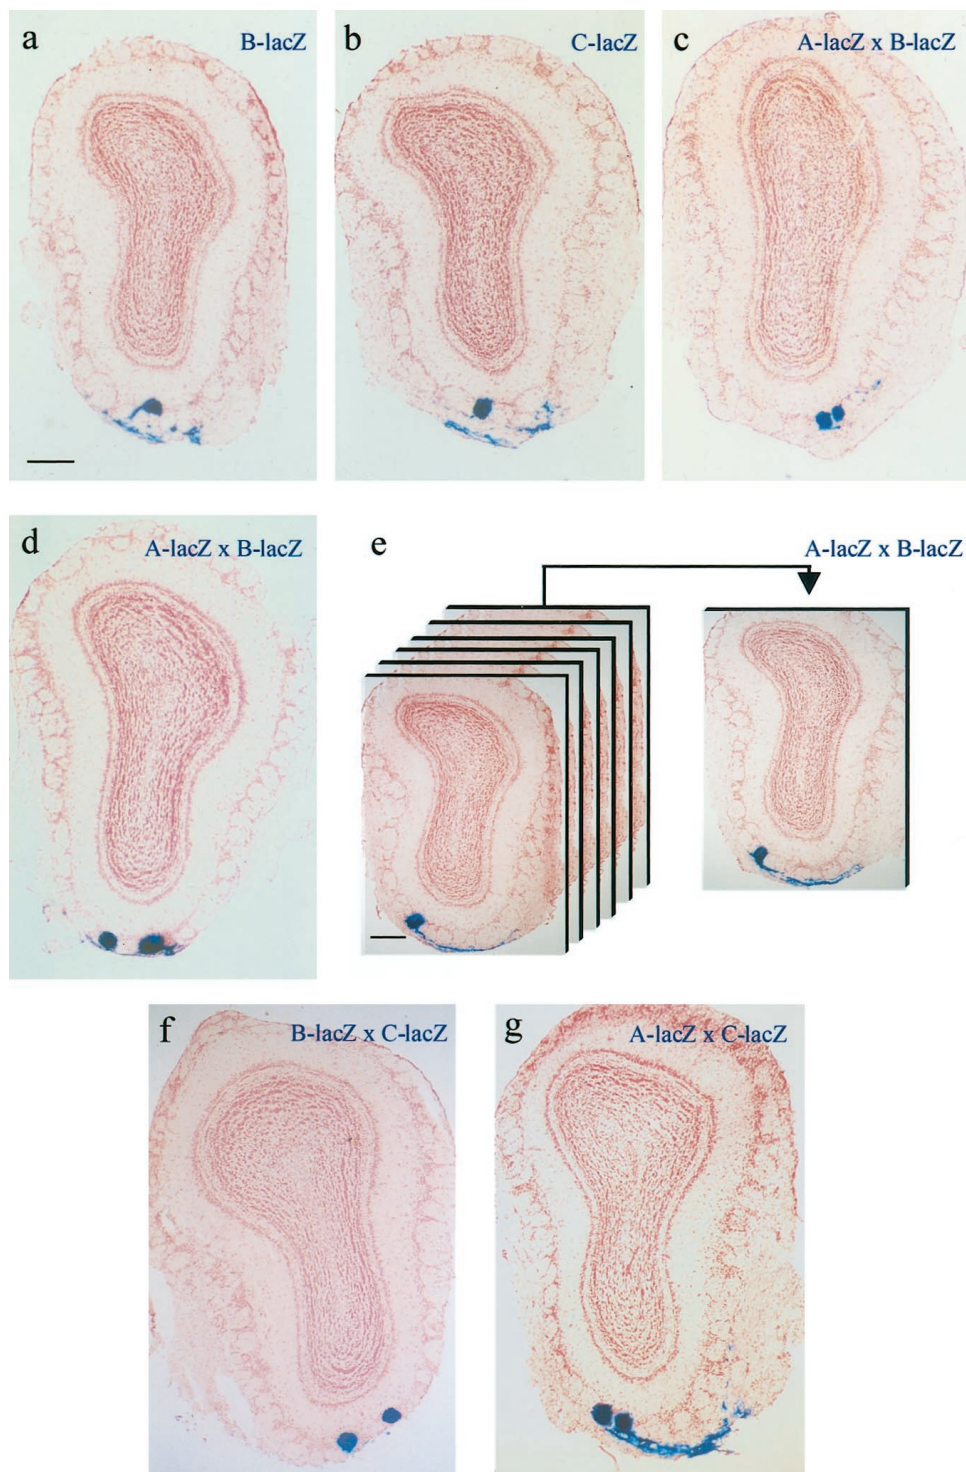 a
B-lacZ
b
C-lacZ
c
A-lacZ x B-lacZ
d
A-lacZ x B-lacZ
e
A-lacZ x B-lacZ
f
B-lacZ x C-lacZ
g
A-lacZ x C-lacZ